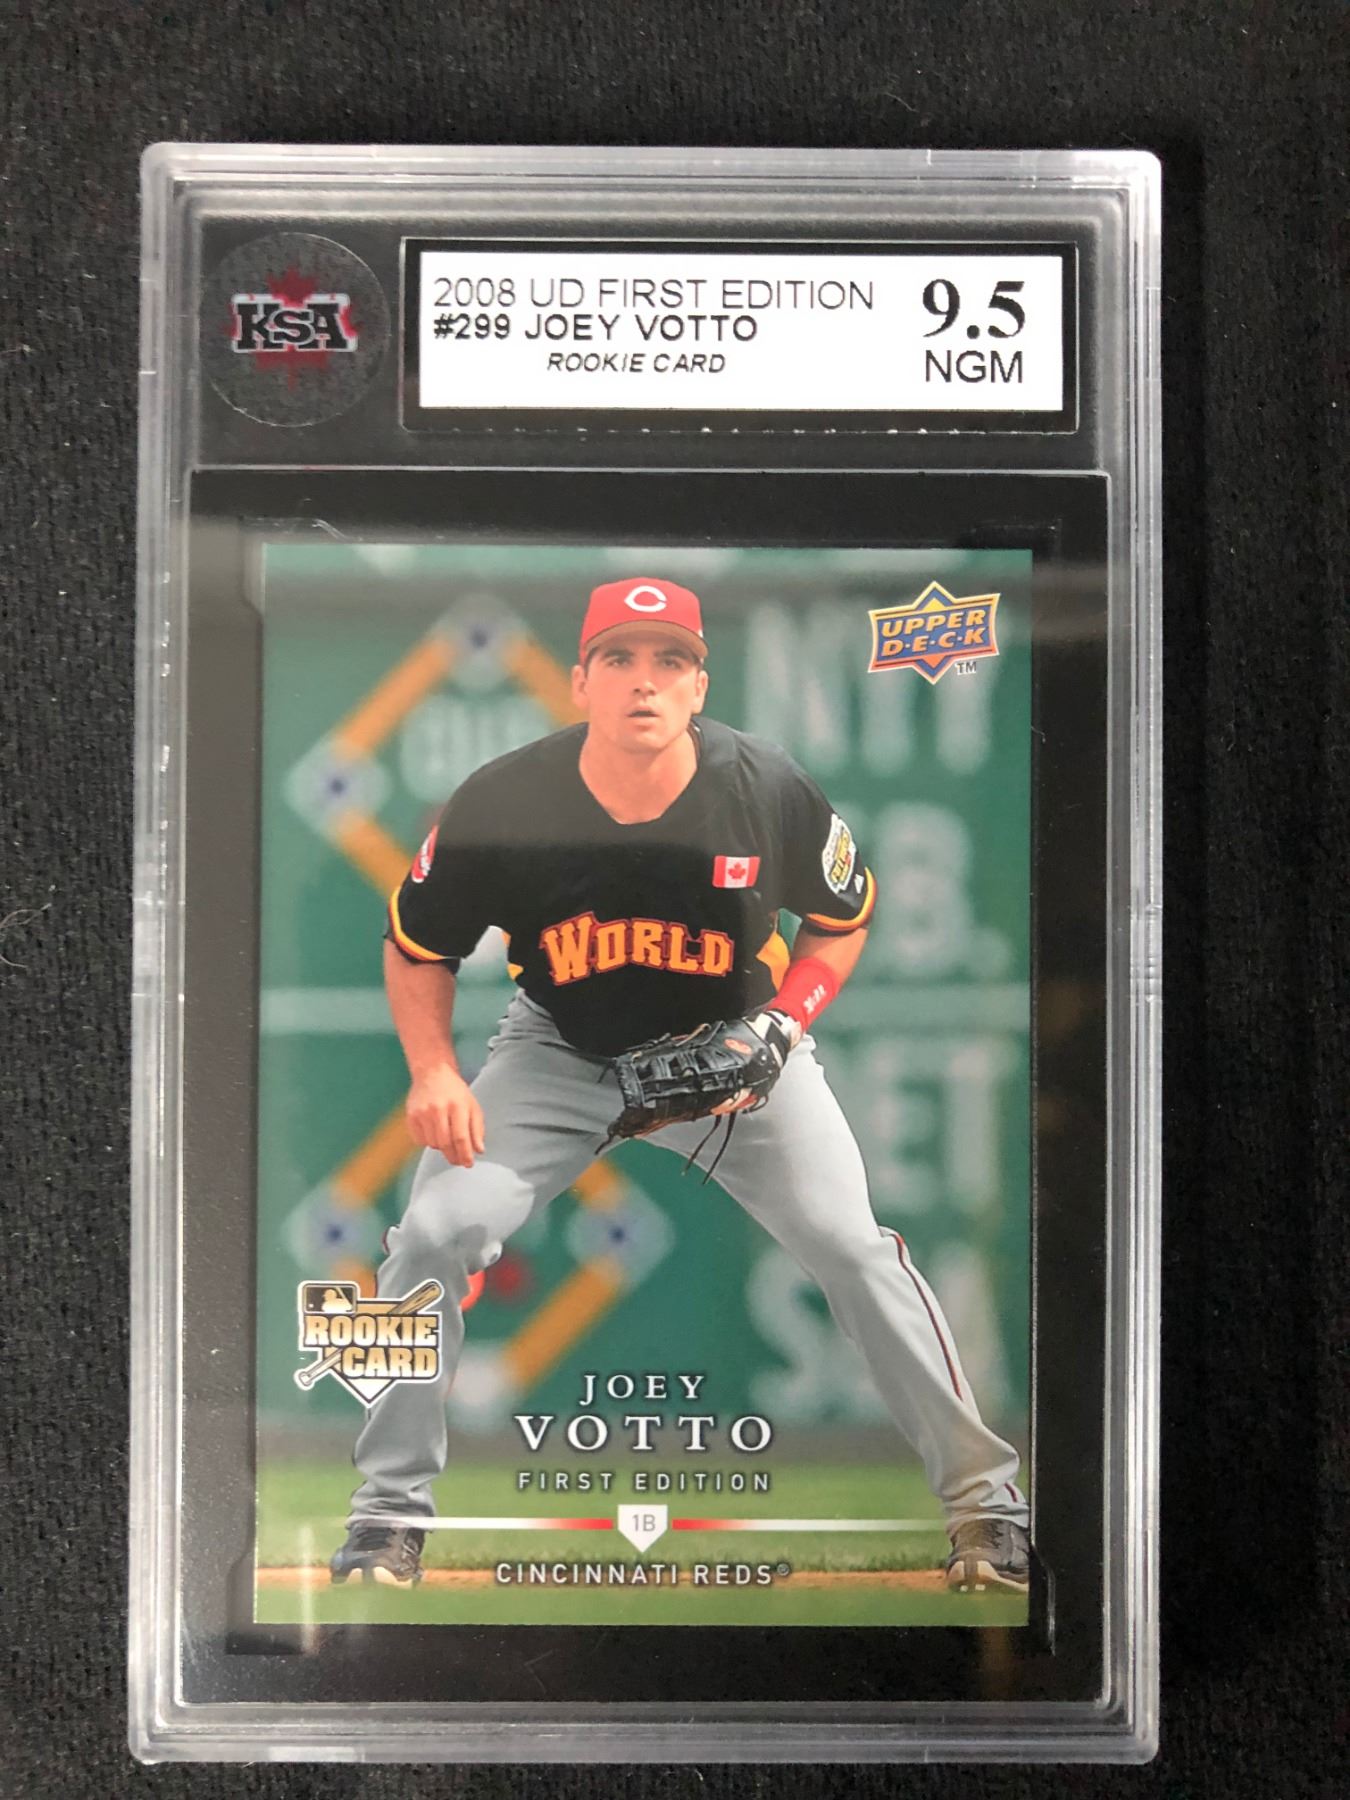 KSA
2008 UD FIRST EDITION
#299 JOEY VOTTO
ROOKIE CARD
9.5
NGM
UPPER
D·E·C·K
TM
C
WORLD
ROOKIE
CARD
JOEY
VOTTO
FIRST EDITION
1B
CINCINNATI REDS®